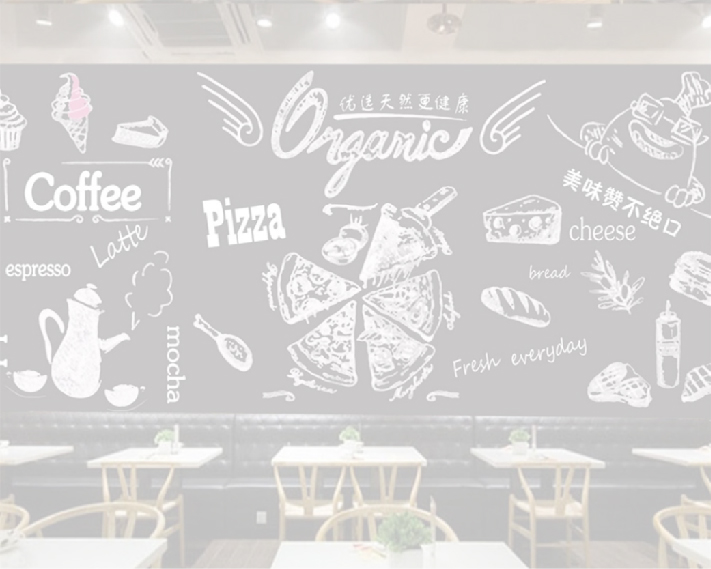 优选天然更健康
Organic
Coffee
Pizza
美味赞不绝口
cheese
Latte
espresso
bread
mocha
Fresh everyday